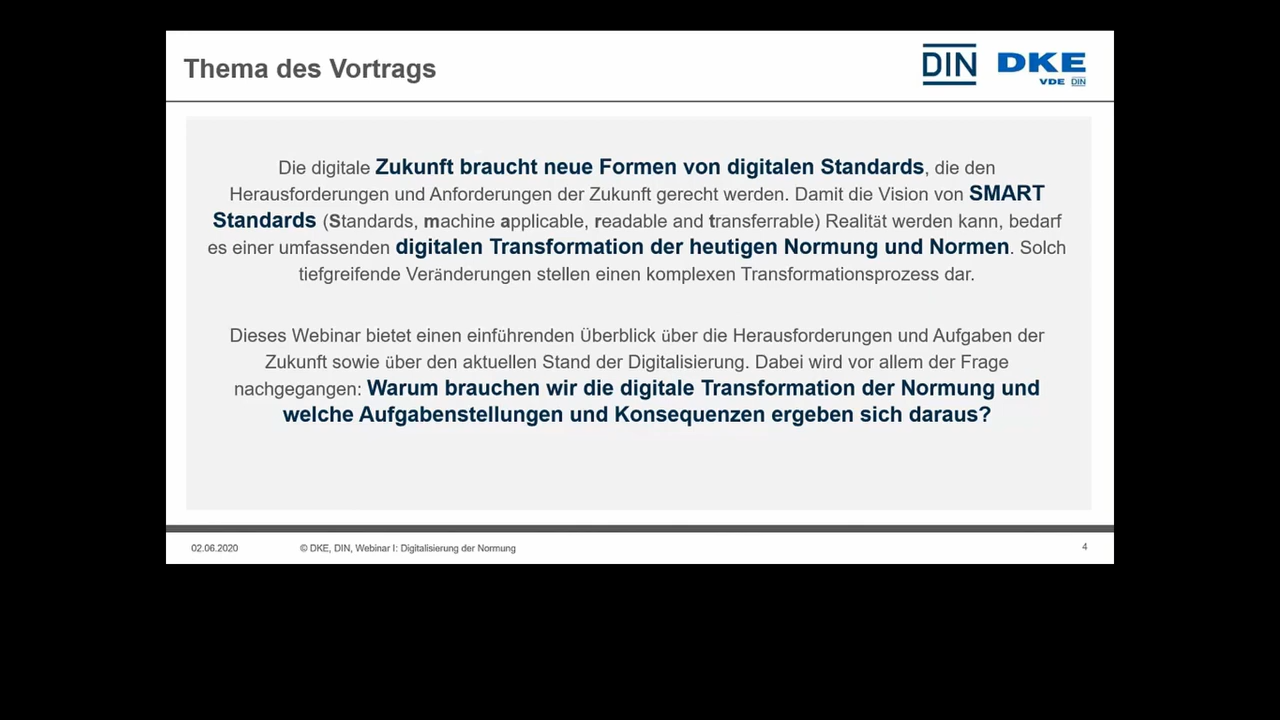 Thema des Vortrags
DIN
DKE
VDE DIN
Die digitale Zukunft braucht neue Formen von digitalen Standards, die den
Herausforderungen und Anforderungen der Zukunft gerecht werden. Damit die Vision von SMART
Standards (Standards, machine applicable, readable and transferrable) Realität werden kann, bedarf
es einer umfassenden digitalen Transformation der heutigen Normung und Normen. Solch
tiefgreifende Veränderungen stellen einen komplexen Transformationsprozess dar.
Dieses Webinar bietet einen einführenden Überblick über die Herausforderungen und Aufgaben der
Zukunft sowie über den aktuellen Stand der Digitalisierung. Dabei wird vor allem der Frage
nachgegangen: Warum brauchen wir die digitale Transformation der Normung und
welche Aufgabenstellungen und Konsequenzen ergeben sich daraus?
02.06.2020
© DKE, DIN, Webinar I: Digitalisierung der Normung
4